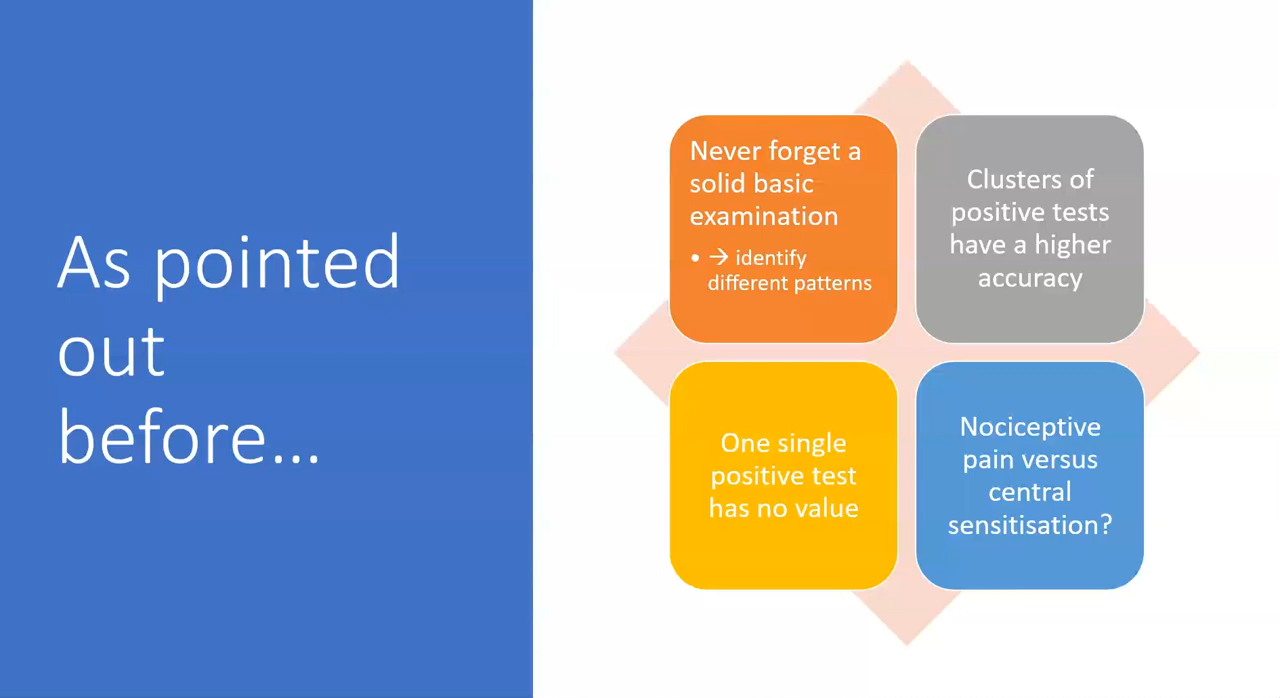 As pointed
out
before...
Never forget a
solid basic
examination
• → identify
different patterns
Clusters of
positive tests
have a higher
accuracy
One single
positive test
has no value
Nociceptive
pain versus
central
sensitisation?